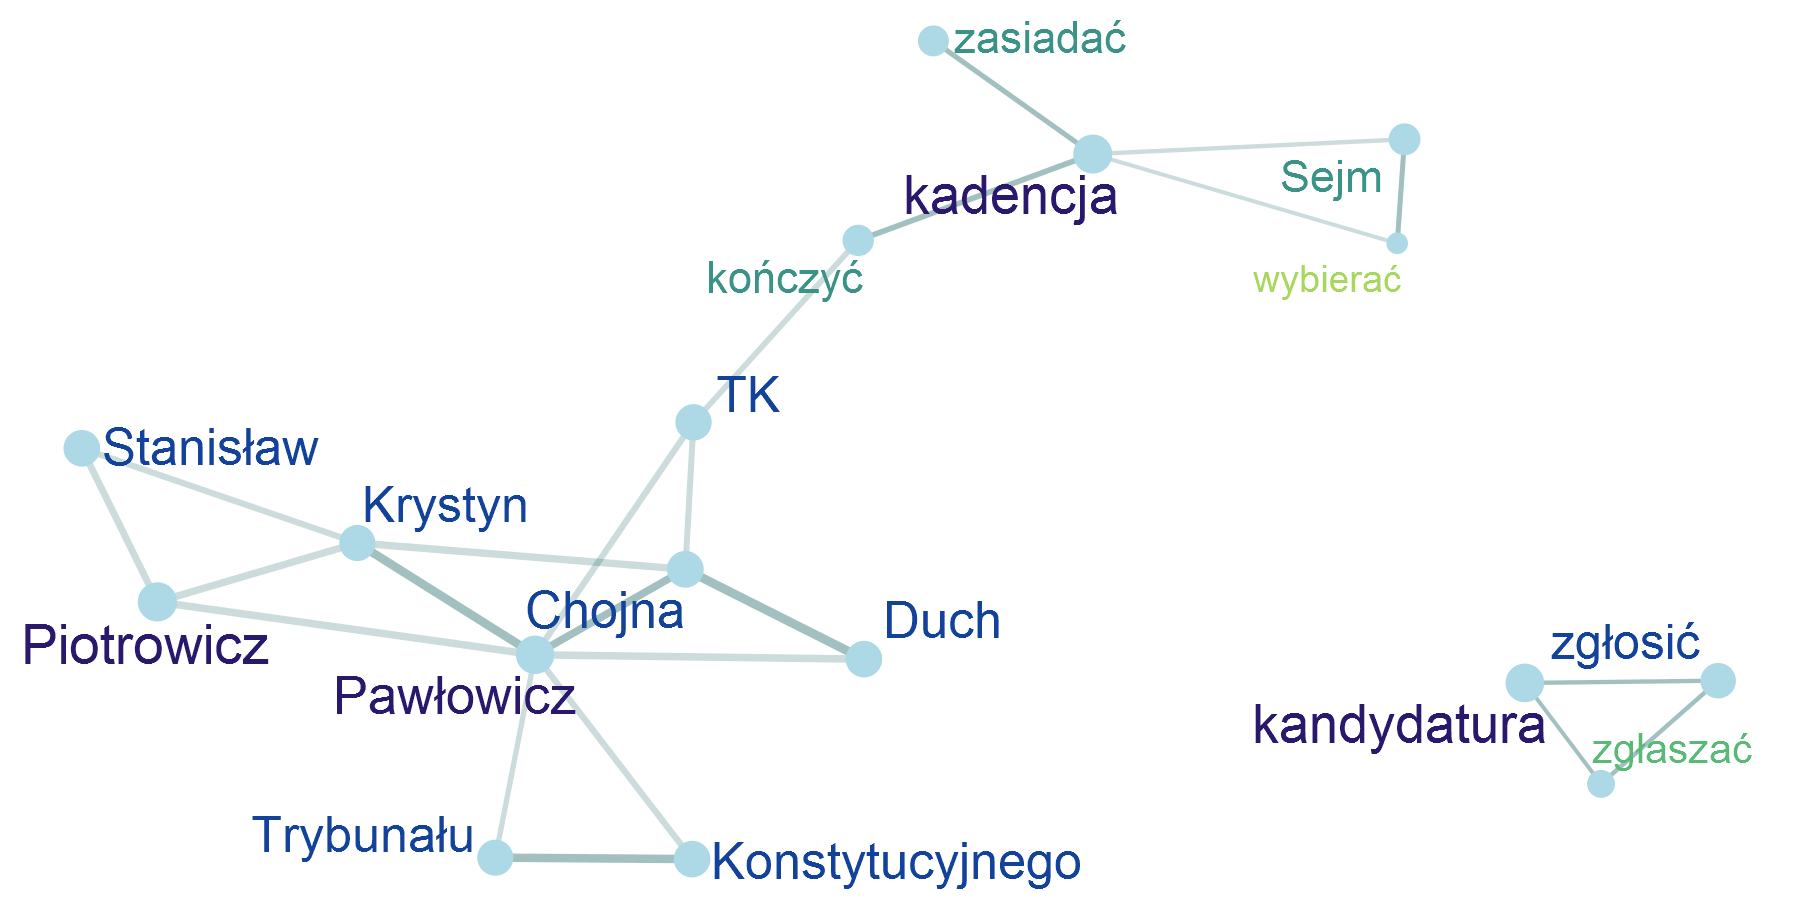 zasiadać
Sejm
kadencja
kończyć
wybierać
TK
Stanisław
Krystyn
Chojna
Duch
Piotrowicz
Pawłowicz
zgłosić
kandydatura
zgłaszać
Trybunału
Konstytucyjnego